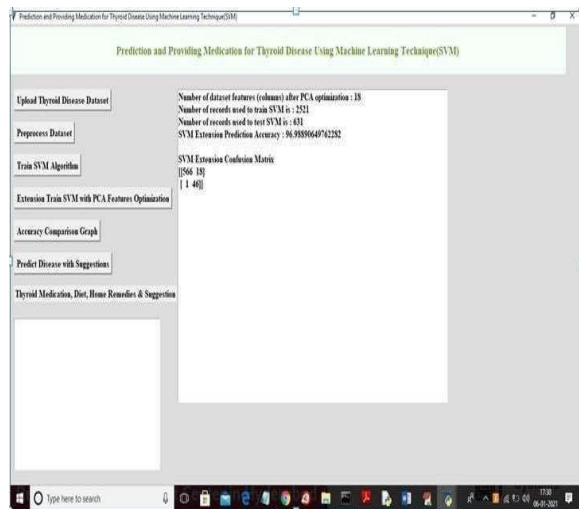 Prediction and Providing Medication for Thyroid Disease Using Machine Learning Technique(SVM)
Prediction and Providing Medication for Thyroid Disease Using Machine Learning Technique(SVM)
Upload Thyroid Disease Dataset
Preprocess Dataset
Train SVM Algorithm
Extension Train SVM with PCA Features Optimization
Accuracy Comparison Graph
Predict Disease with Suggestions
Thyroid Medication, Diet, Home Remedies & Suggestion
Number of dataset features (columns) after PCA optimization : 18
Number of records used to train SVM is : 2521
Number of records used to test SVM is : 631
SVM Extension Prediction Accuracy : 96.98890649762282
SVM Extension Confusion Matrix
[[566 18]
[ 1 46]]
Type here to search
17:30
06-01-2021